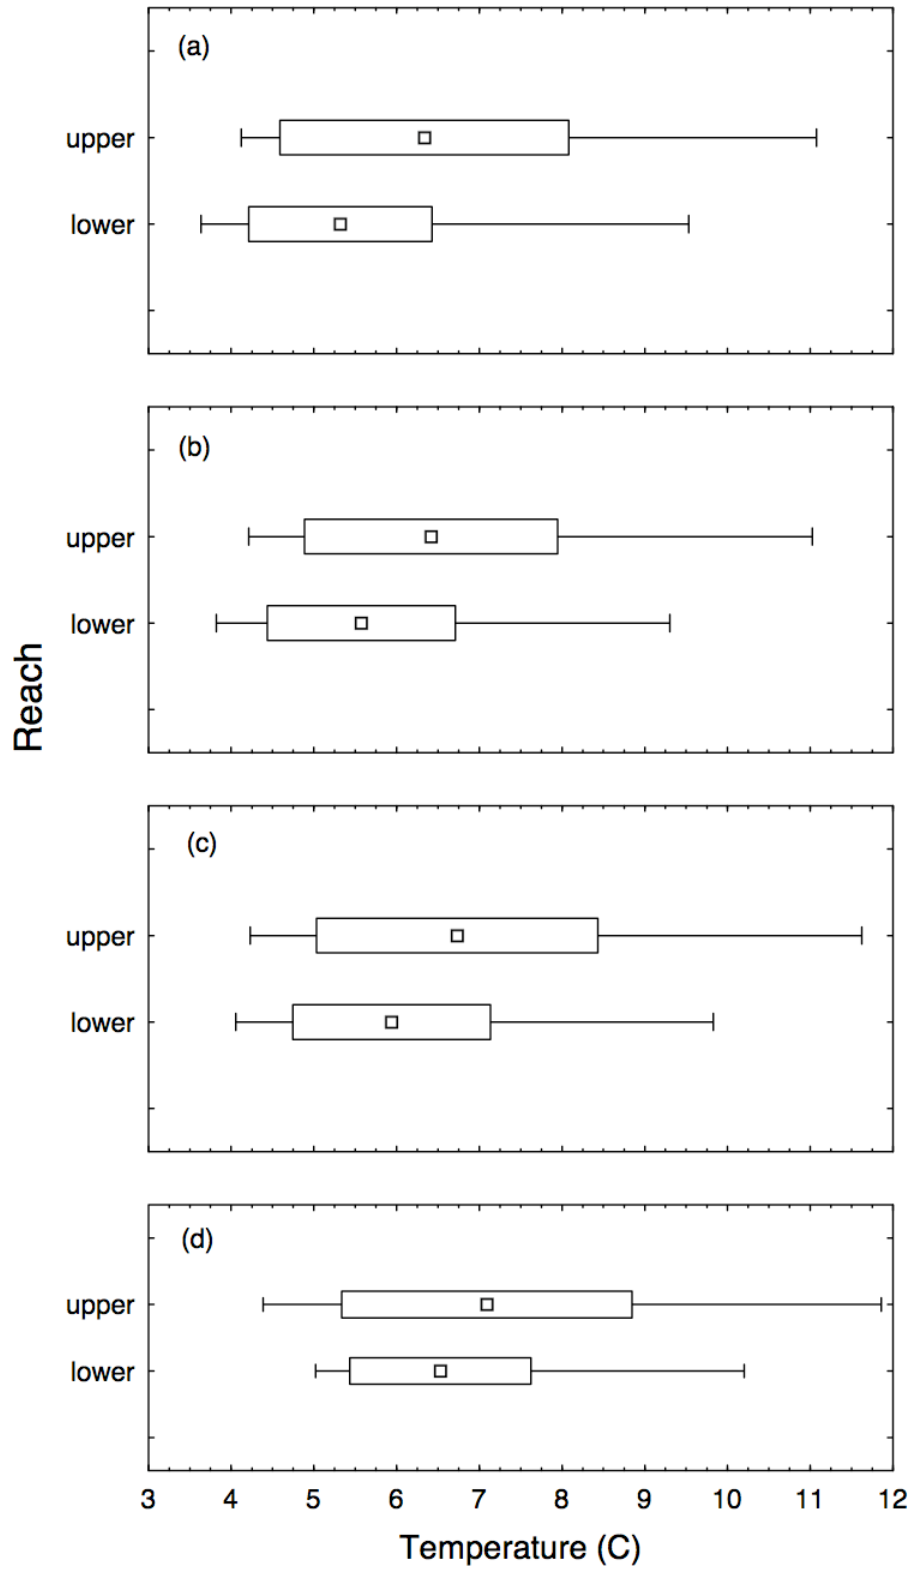 (a)
upper
lower
(b)
upper
lower
Reach
(c)
upper
lower
(d)
upper
lower
3 4 5 6 7 8 9 10 11 12
Temperature (C)